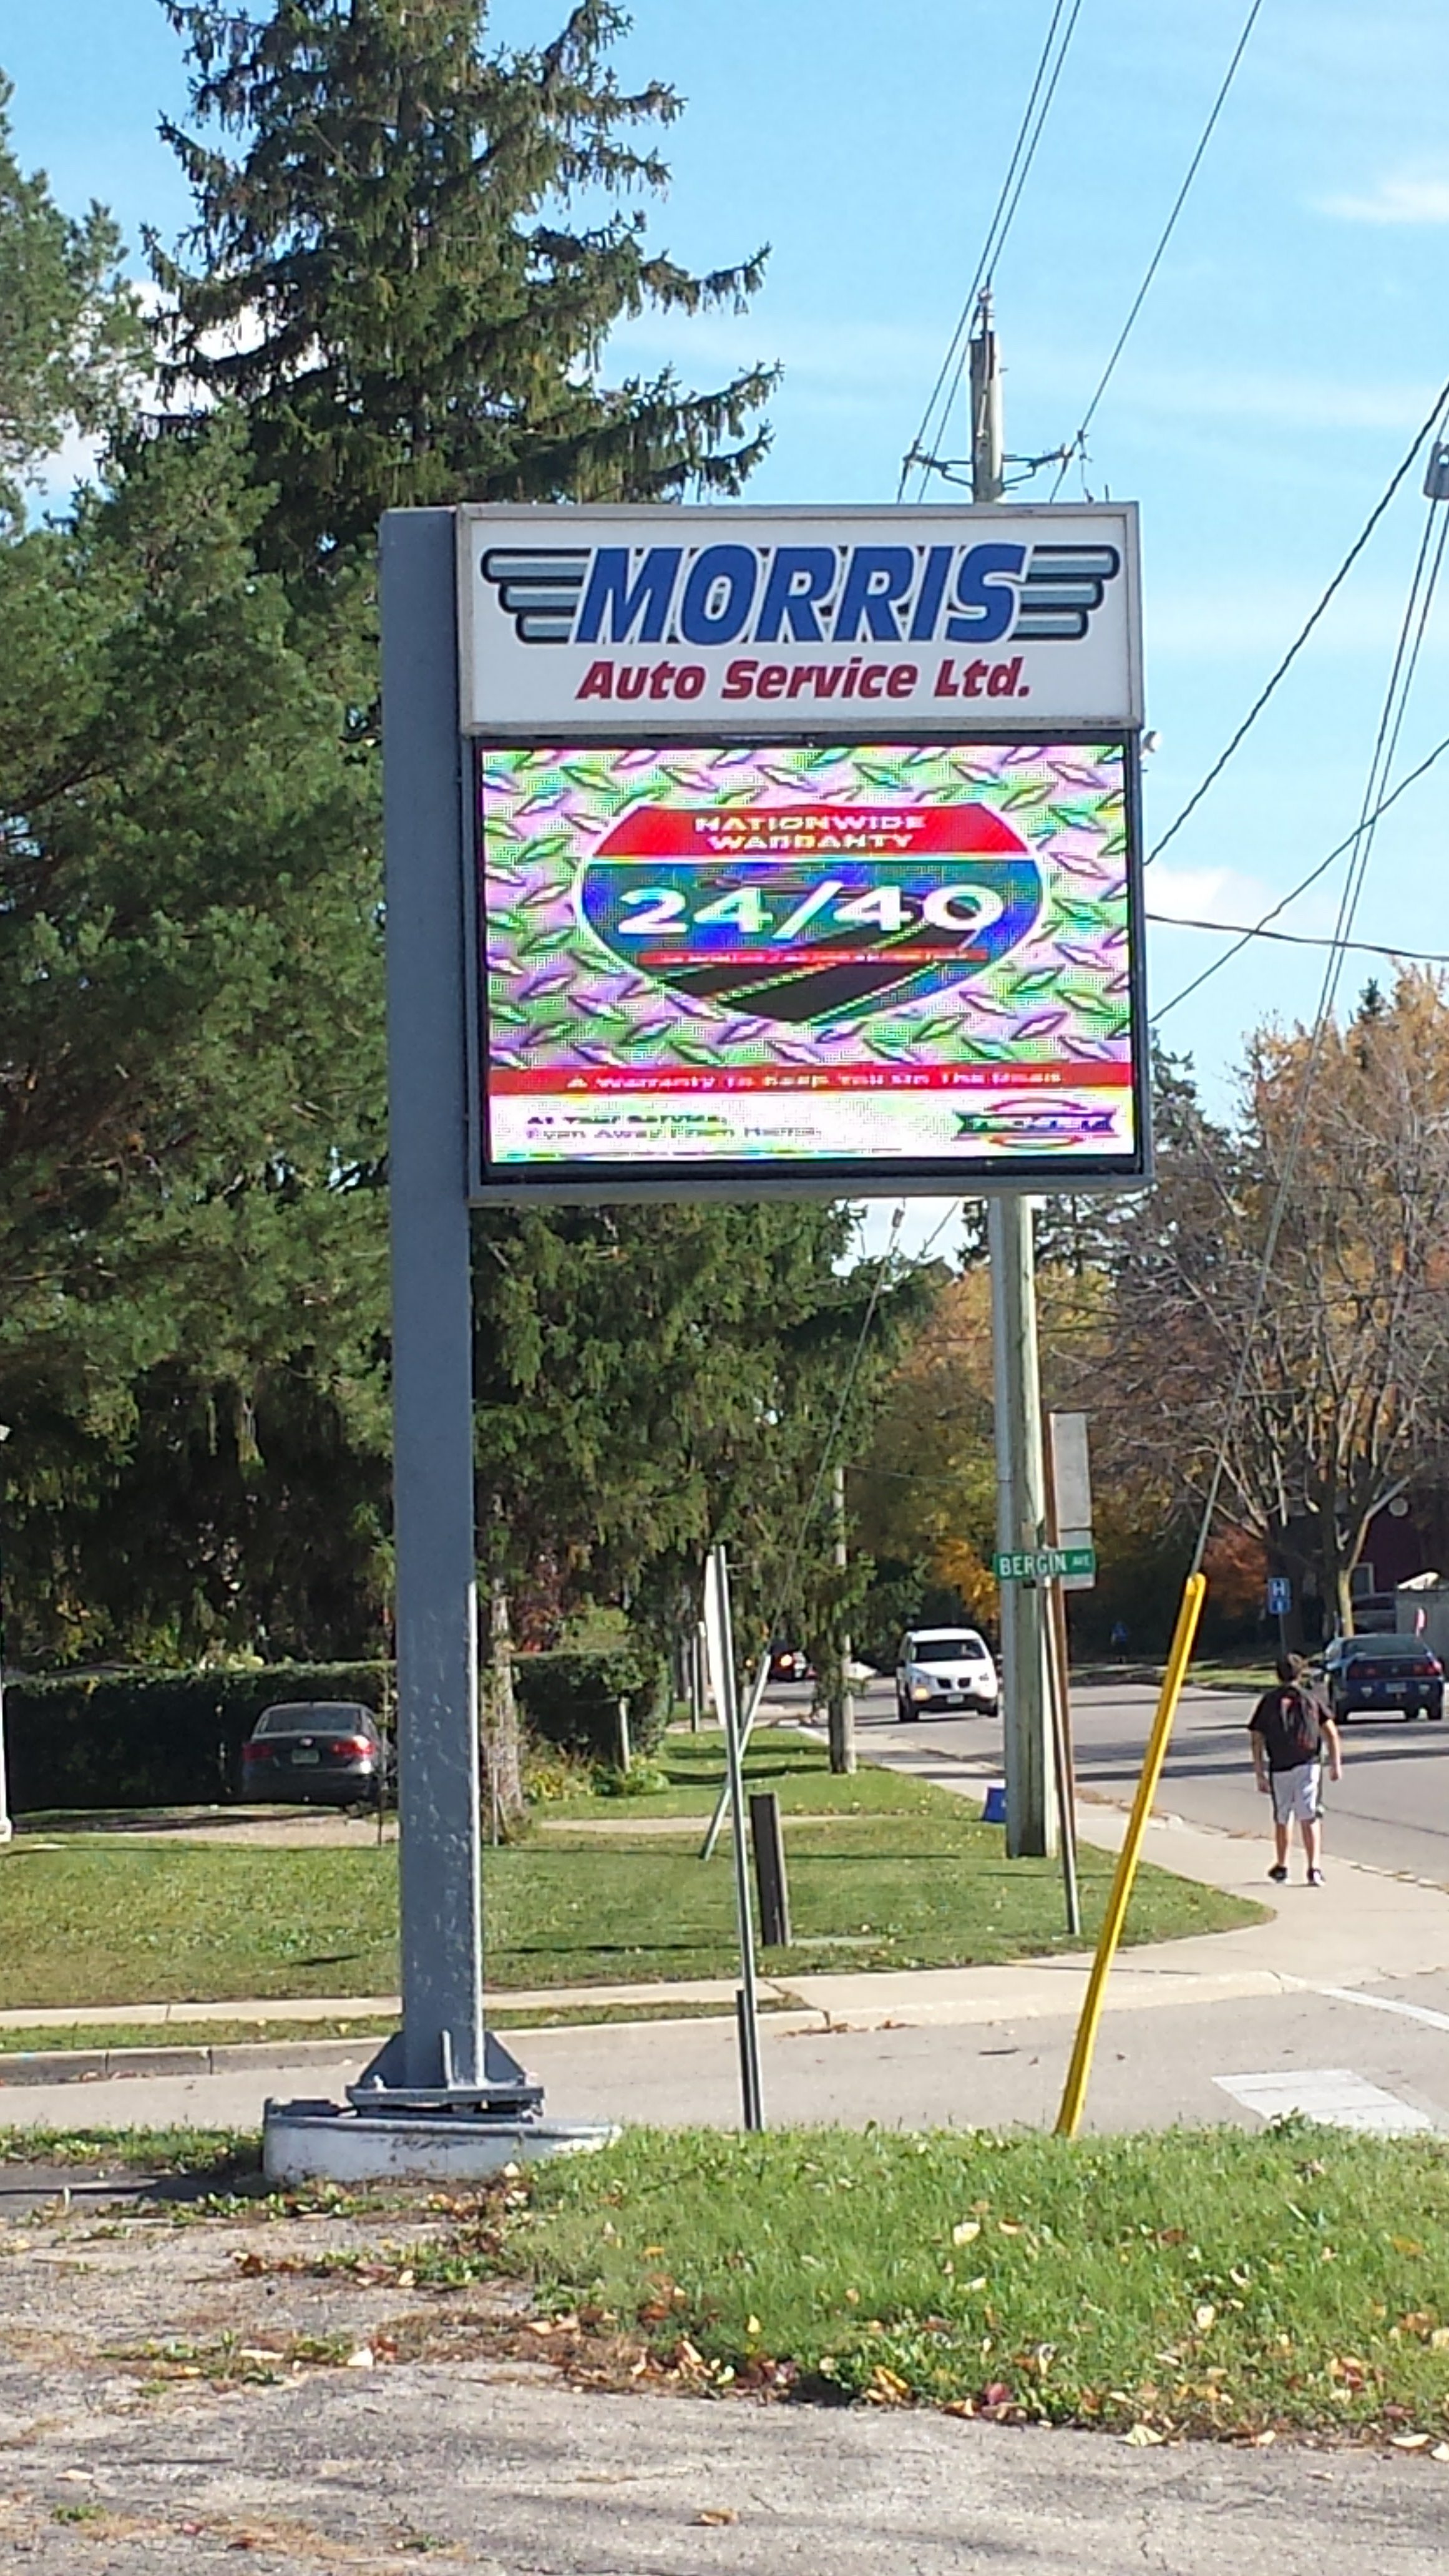 MORRIS
Auto Service Ltd.
NATIONWIDE
WARRANTY
24/40
A Warranty To Keep You On The Road
At Your Service,
Even Away From Home.
BERGIN AVE
H